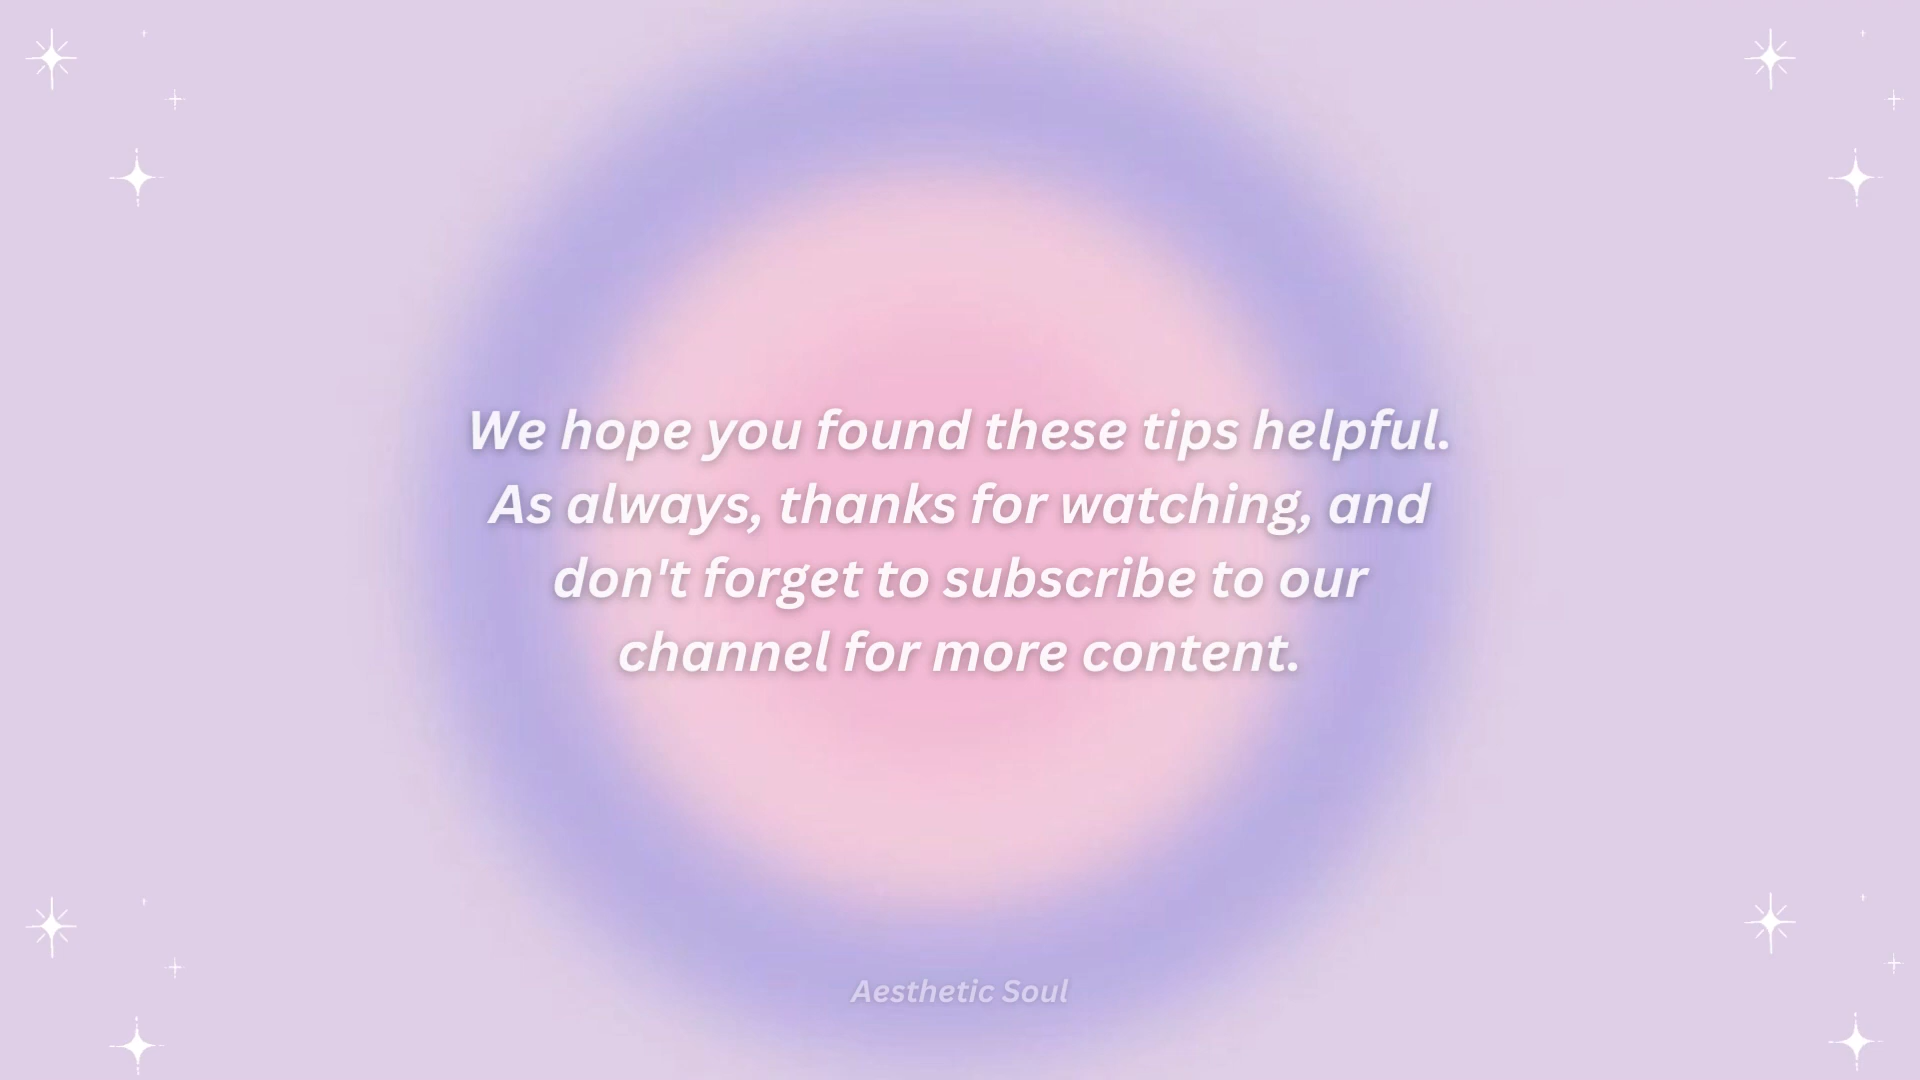 We hope you found these tips helpful.
As always, thanks for watching, and
don't forget to subscribe to our
channel for more content.
Aesthetic Soul